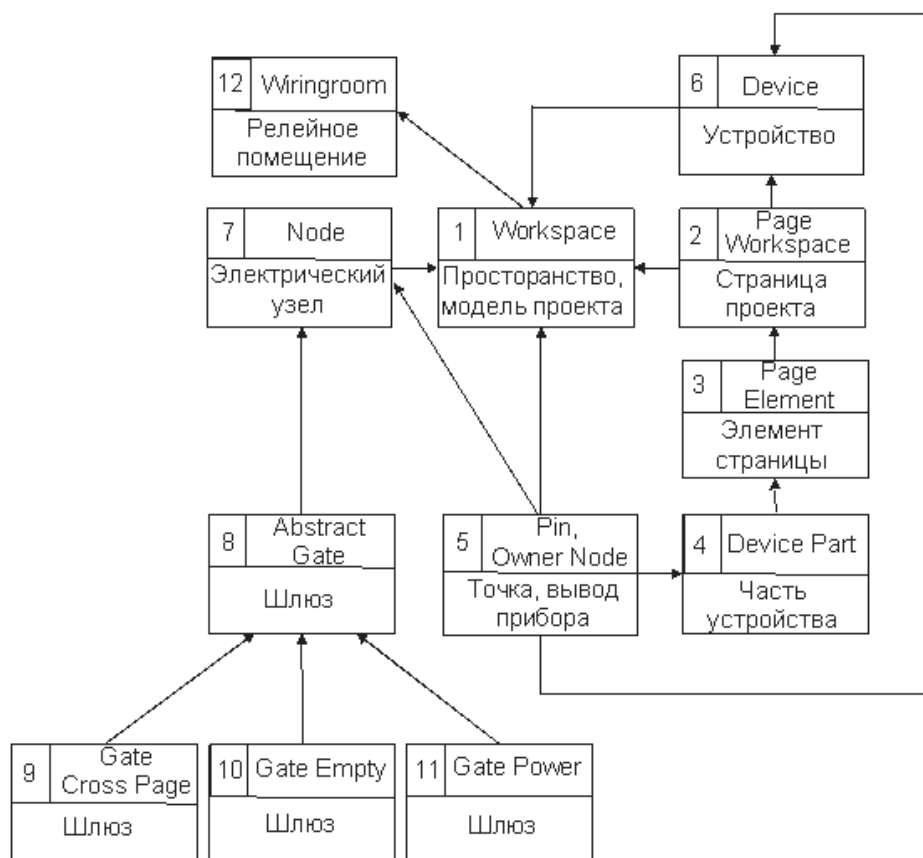 12 Wiringroom
Релейное
помещение
6 Device
Устройство
7 Node
Электрический
узел
1 Workspace
Просторанство,
модель проекта
2 Page
Workspace
Страница
проекта
3 Page
Element
Элемент
страницы
8 Abstract
Gate
Шлюз
5 Pin,
Owner Node
Точка, вывод
прибора
4 Device Part
Часть
устройства
9 Gate
Cross Page
Шлюз
10 Gate Empty
Шлюз
11 Gate Power
Шлюз